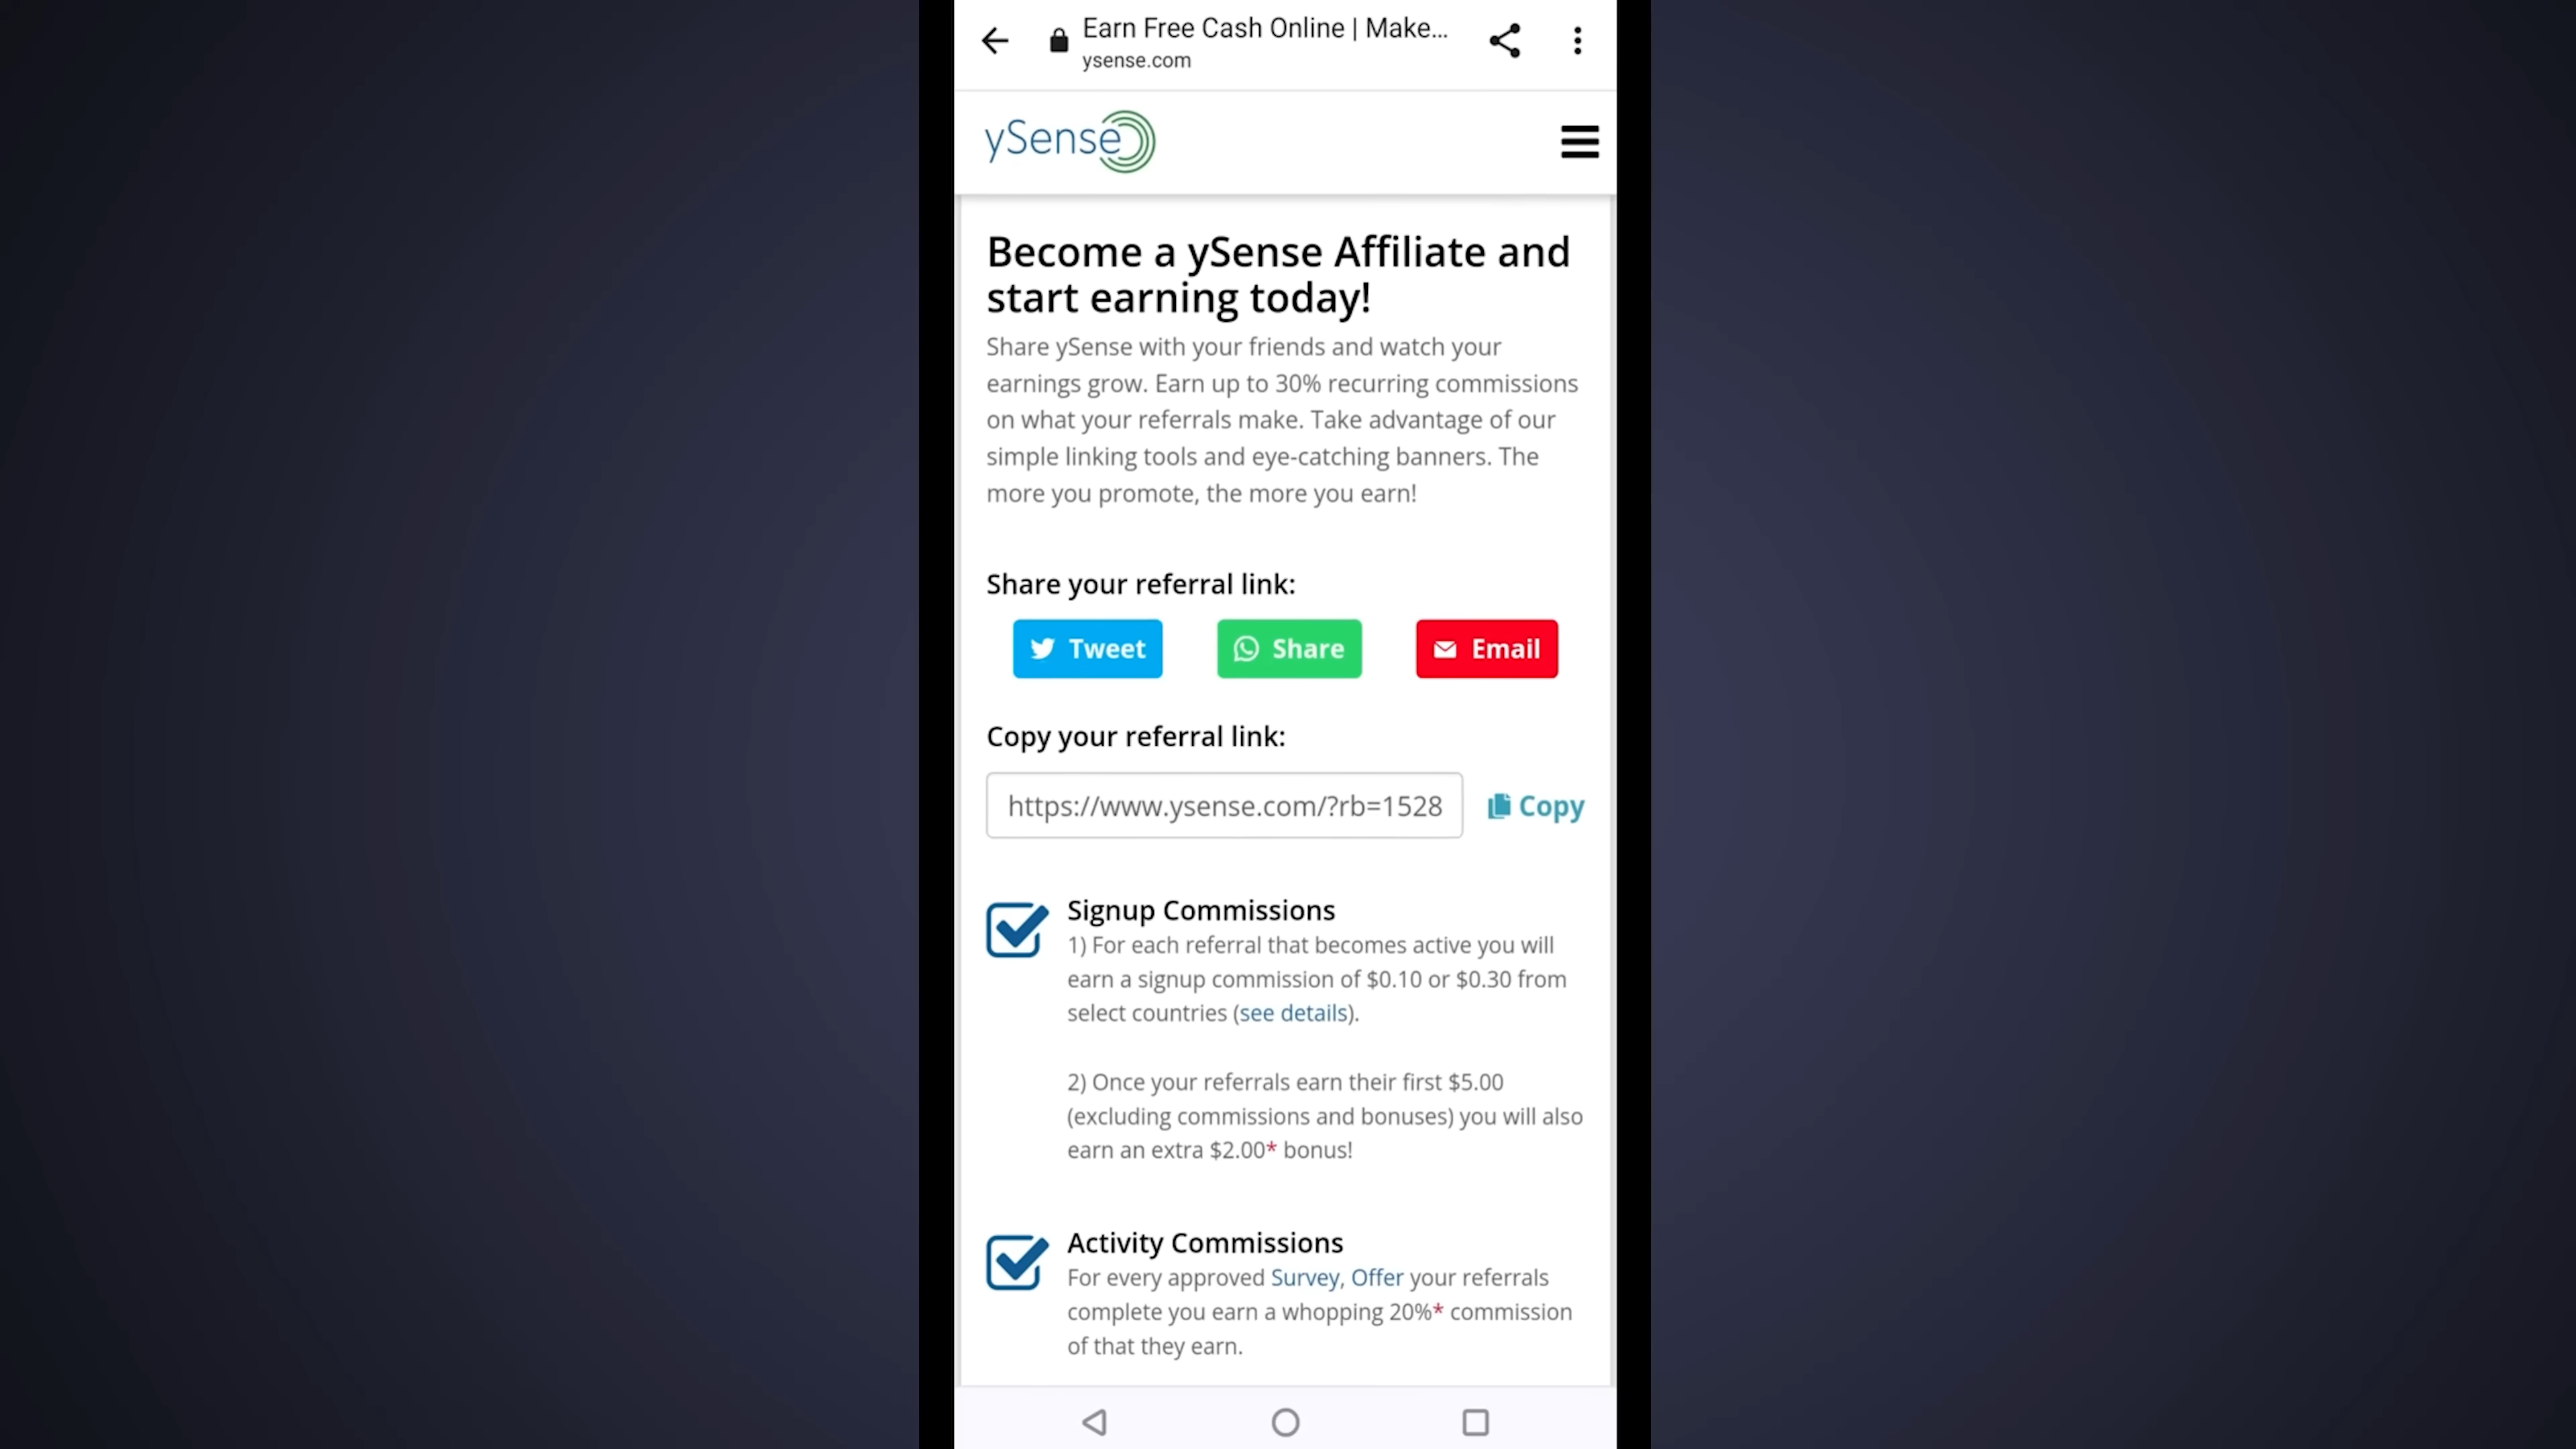 Earn Free Cash Online | Make...
ysense.com
ySense
Become a ySense Affiliate and
start earning today!
Share ySense with your friends and watch your
earnings grow. Earn up to 30% recurring commissions
on what your referrals make. Take advantage of our
simple linking tools and eye-catching banners. The
more you promote, the more you earn!
Share your referral link:
Tweet Share Email
Copy your referral link:
https://www.ysense.com/?rb=1528 Copy
Signup Commissions
1) For each referral that becomes active you will
earn a signup commission of $0.10 or $0.30 from
select countries (see details).
2) Once your referrals earn their first $5.00
(excluding commissions and bonuses) you will also
earn an extra $2.00* bonus!
Activity Commissions
For every approved Survey, Offer your referrals
complete you earn a whopping 20%* commission
of that they earn.